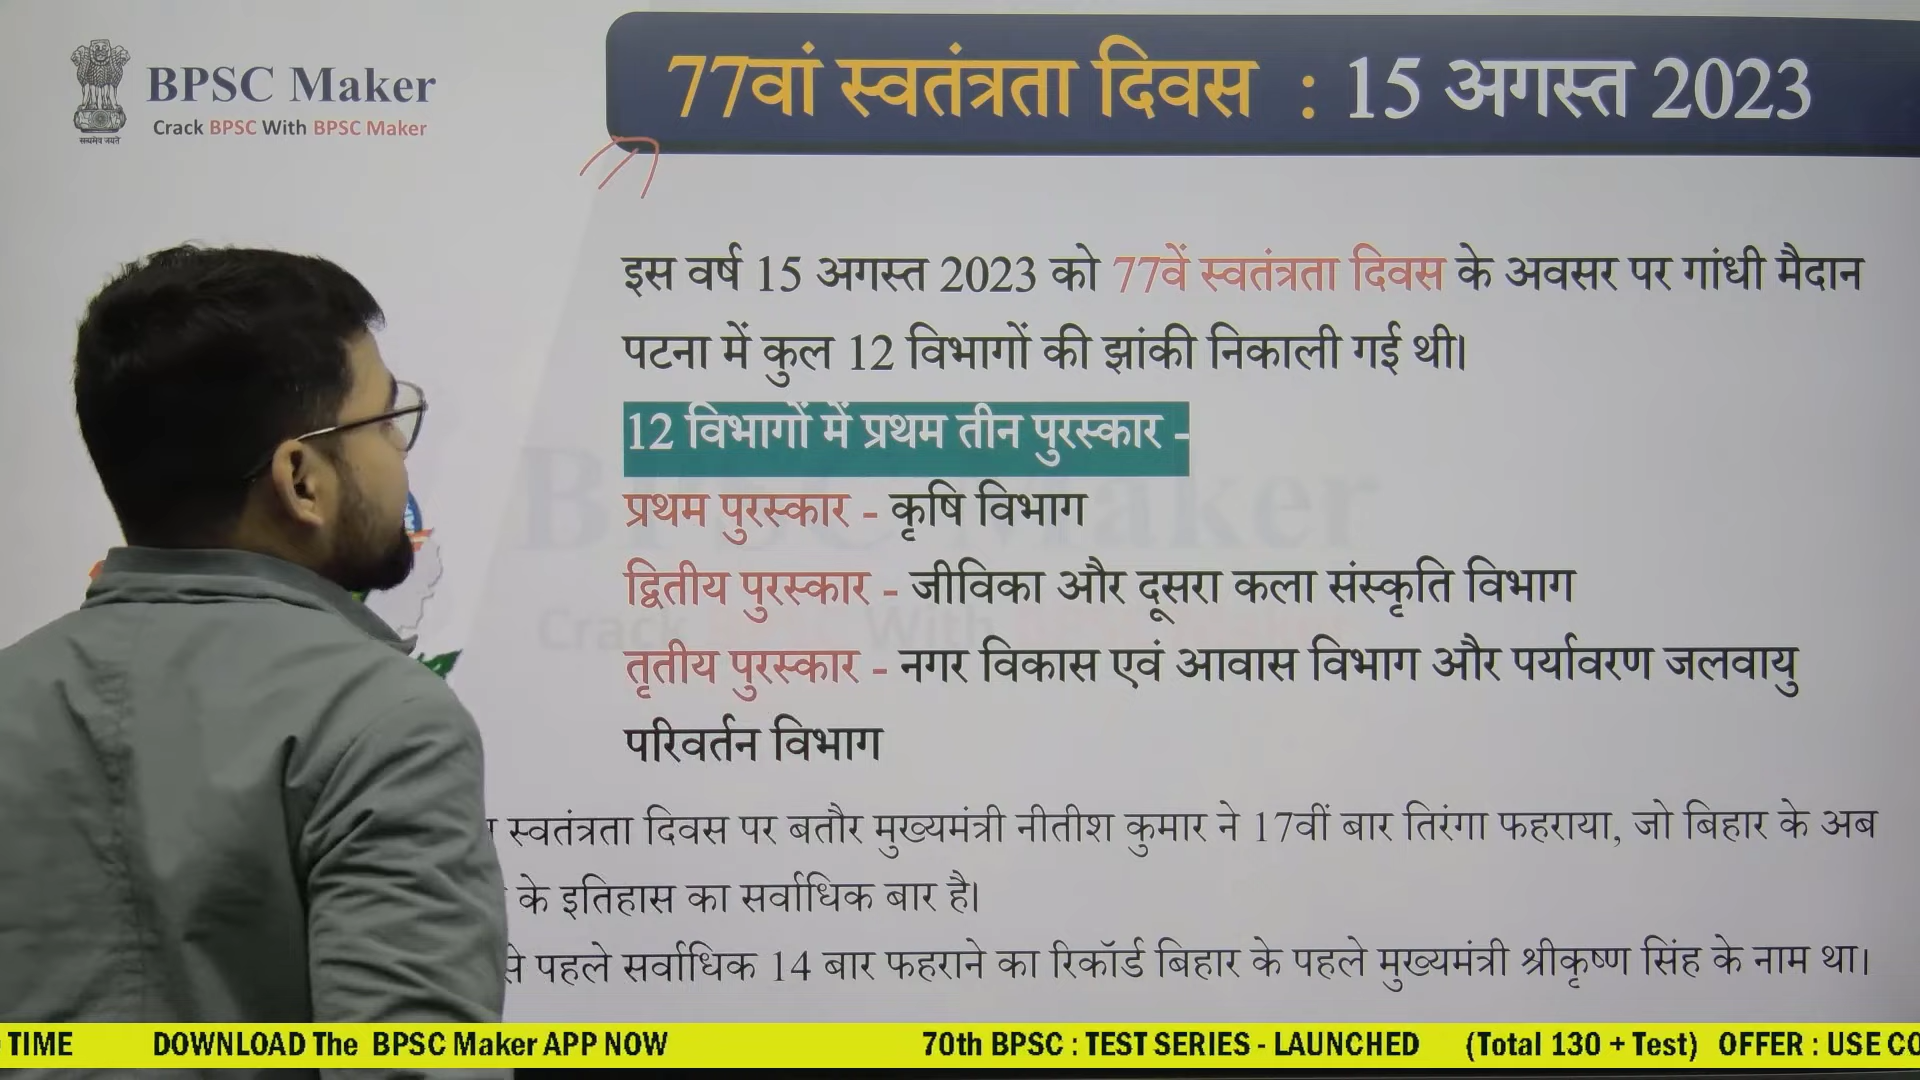 BPSC Maker
Crack BPSC With BPSC Maker
सत्यमेव जयते
77वां स्वतंत्रता दिवस : 15 अगस्त 2023
इस वर्ष 15 अगस्त 2023 को 77वें स्वतंत्रता दिवस के अवसर पर गांधी मैदान
पटना में कुल 12 विभागों की झांकी निकाली गई थी।
12 विभागों में प्रथम तीन पुरस्कार -
प्रथम पुरस्कार - कृषि विभाग
द्वितीय पुरस्कार - जीविका और दूसरा कला संस्कृति विभाग
तृतीय पुरस्कार - नगर विकास एवं आवास विभाग और पर्यावरण जलवायु
परिवर्तन विभाग
स्वतंत्रता दिवस पर बतौर मुख्यमंत्री नीतीश कुमार ने 17वीं बार तिरंगा फहराया, जो बिहार के अब
के इतिहास का सर्वाधिक बार है।
पहले सर्वाधिक 14 बार फहराने का रिकॉर्ड बिहार के पहले मुख्यमंत्री श्रीकृष्ण सिंह के नाम था।
TIME DOWNLOAD The BPSC Maker APP NOW 70th BPSC : TEST SERIES - LAUNCHED (Total 130 + Test) OFFER : USE CO